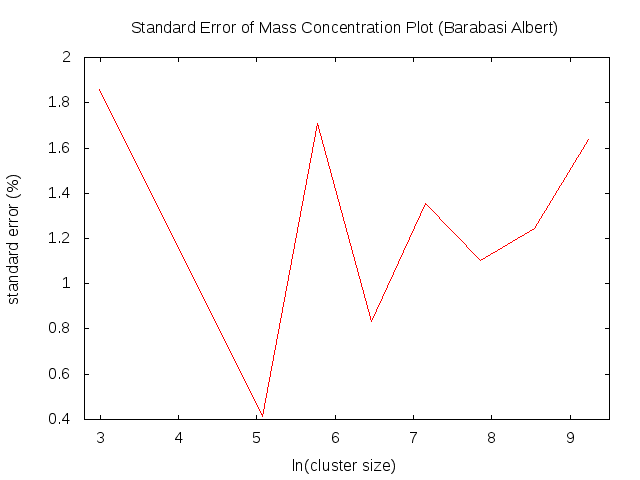 Standard Error of Mass Concentration Plot (Barabasi Albert)
2
1.8
1.6
1.4
1.2
1
0.8
0.6
0.4
standard error (%)
3 4 5 6 7 8 9
ln(cluster size)